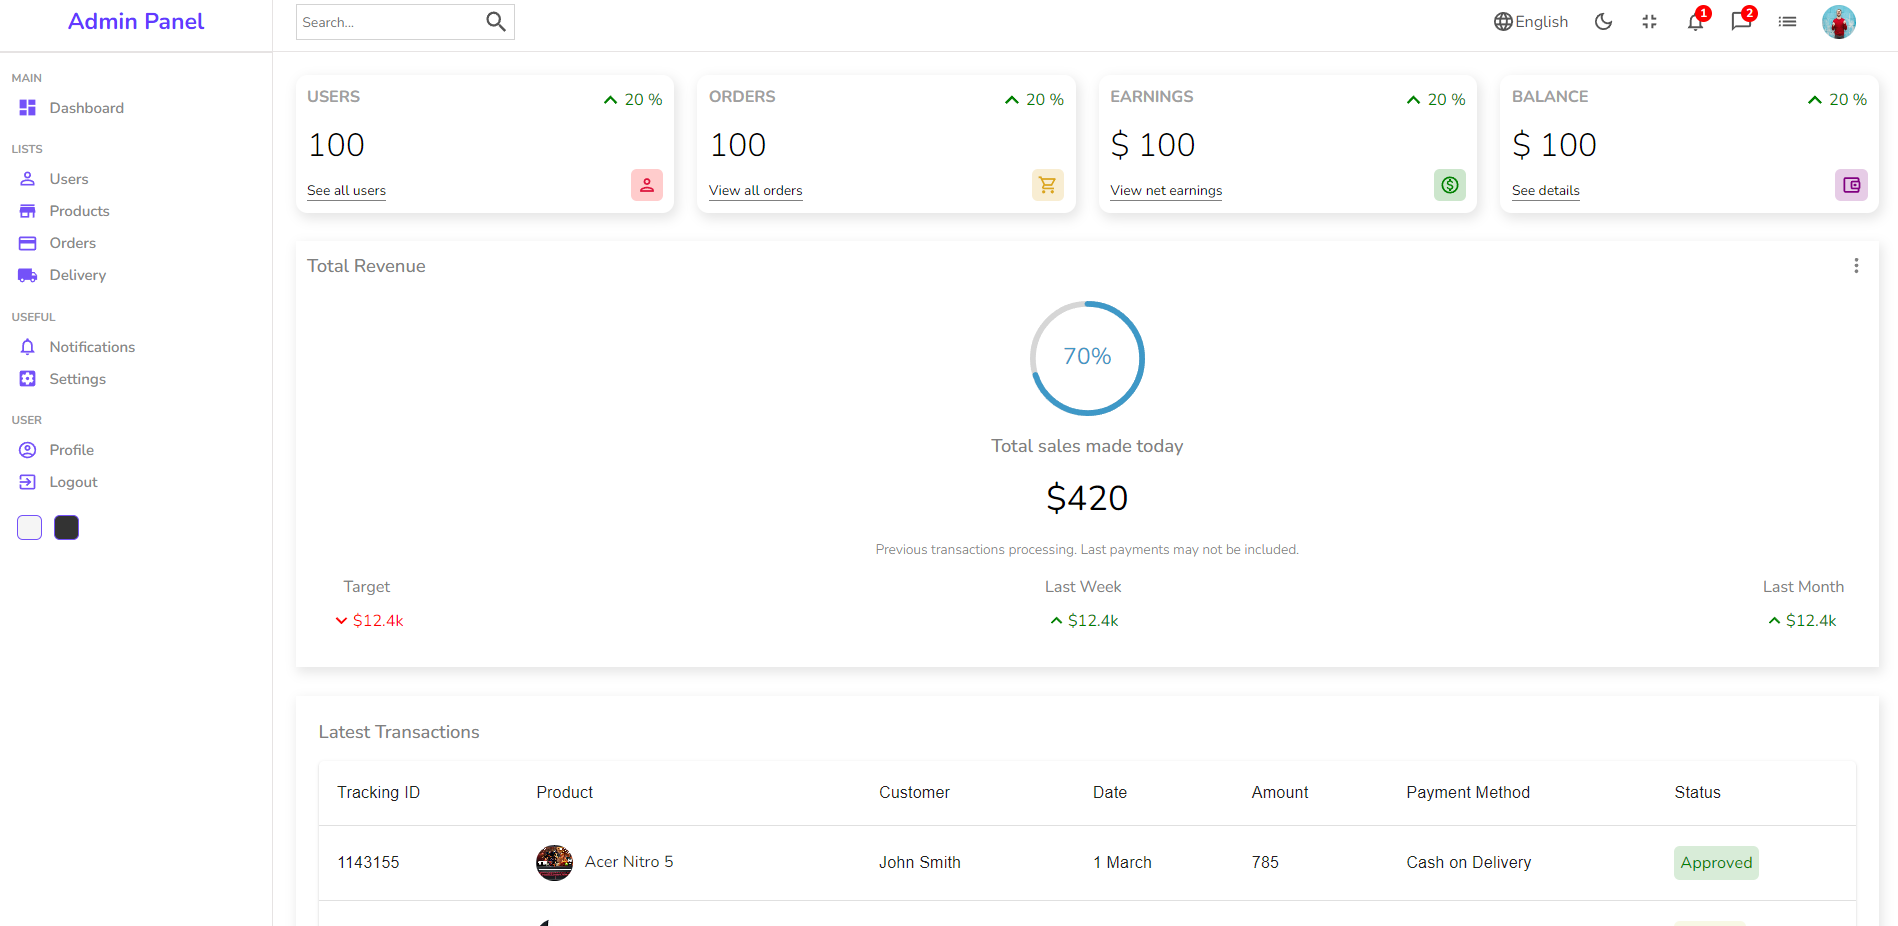 Admin Panel
Search...
English
1
2
MAIN
Dashboard
LISTS
Users
Products
Orders
Delivery
USEFUL
Notifications
Settings
USER
Profile
Logout
USERS
20 %
100
See all users
ORDERS
20 %
100
View all orders
EARNINGS
20 %
$ 100
View net earnings
BALANCE
20 %
$ 100
See details
Total Revenue
70%
Total sales made today
$420
Previous transactions processing. Last payments may not be included.
Target Last Week Last Month
$12.4k $12.4k $12.4k
Latest Transactions
Tracking ID Product Customer Date Amount Payment Method Status
1143155 Acer Nitro 5 John Smith 1 March 785 Cash on Delivery Approved